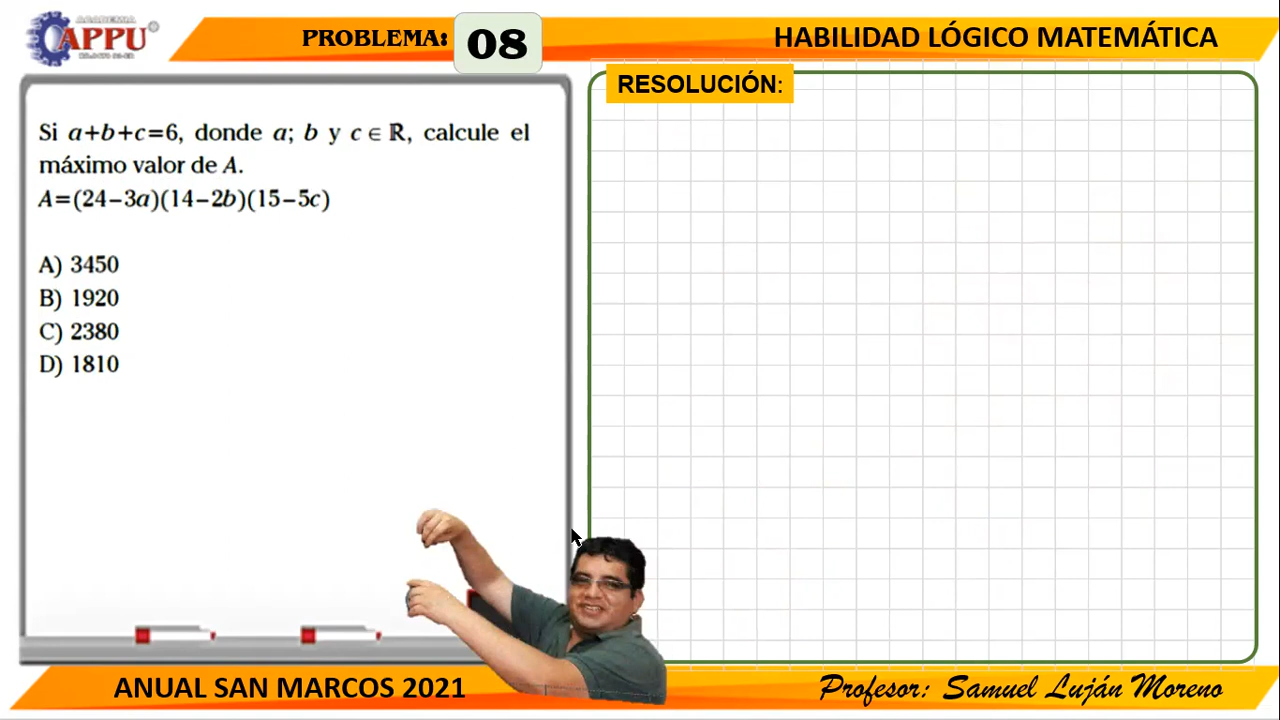 ACADEMIA
APPU
PROBLEMA:
08
HABILIDAD LÓGICO MATEMÁTICA
RESOLUCIÓN:
Si a+b+c=6, donde a; b y c ∈ ℝ, calcule el
máximo valor de A.
A=(24−3a)(14−2b)(15−5c)
A) 3450
B) 1920
C) 2380
D) 1810
ANUAL SAN MARCOS 2021
Profesor: Samuel Luján Moreno